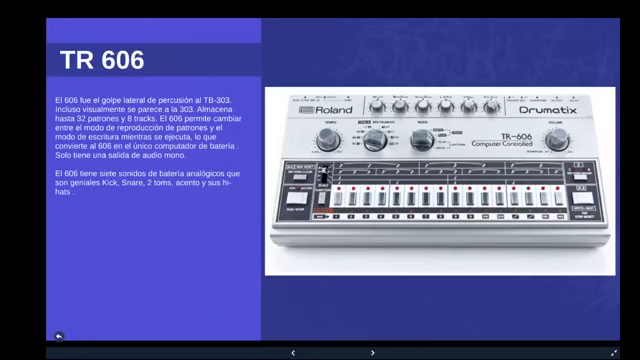 TR 606
El 606 fue el golpe lateral de percusión al TB-303.
Incluso visualmente se parece a la 303. Almacena
hasta 32 patrones y 8 tracks. El 606 permite cambiar
entre el modo de reproducción de patrones y el
modo de escritura mientras se ejecuta, lo que
convierte al 606 en el único computador de batería .
Solo tiene una salida de audio mono.
El 606 tiene siete sonidos de batería analógicos que
son geniales Kick, Snare, 2 toms, acento y sus hi-
hats .
Roland
Drumatix
TEMPO
INSTRUMENT
MODE
VOLUME
TR-606
Computer Controlled